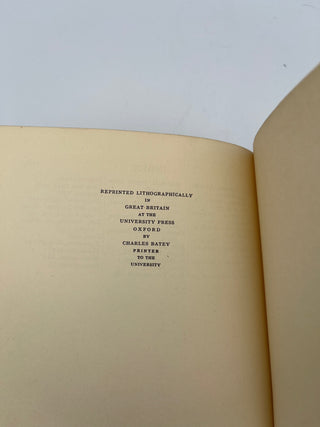 REPRINTED LITHOGRAPHICALLY
IN
GREAT BRITAIN
AT THE
UNIVERSITY PRESS
OXFORD
BY
CHARLES BATEY
PRINTER
TO THE
UNIVERSITY